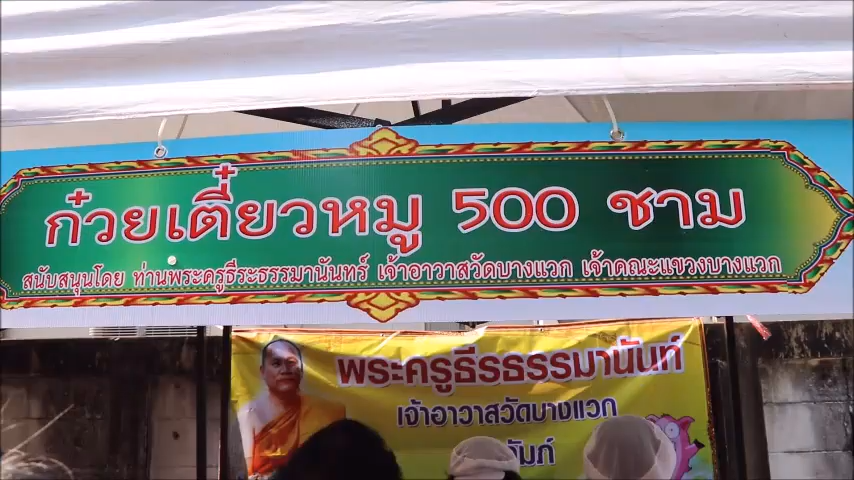 ก๋วยเตี๋ยวหมู 500 ชาม
สนับสนุนโดย ท่านพระครูธีระธรรมานันทร์ เจ้าอาวาสวัดบางแวก เจ้าคณะแขวงบางแวก
พระครูธีรธรรมานันท์
เจ้าอาวาสวัดบางแวก